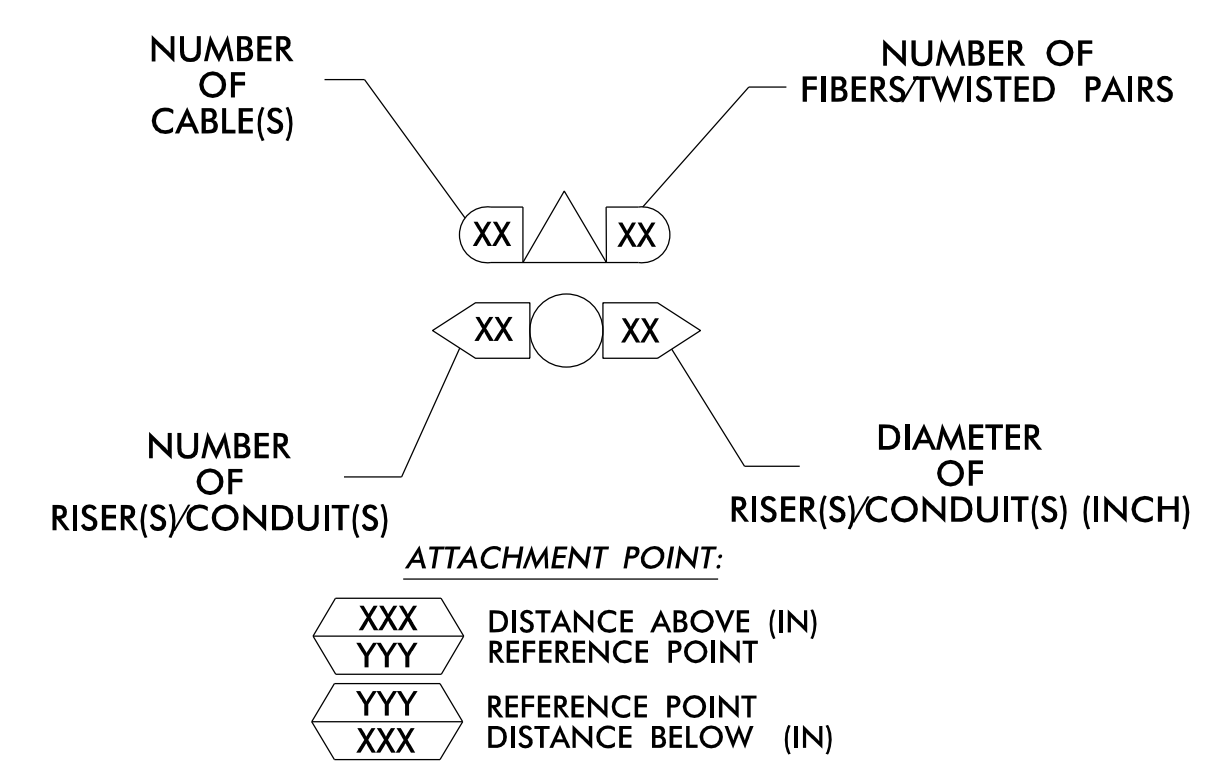 NUMBER
OF
CABLE(S)
NUMBER OF
FIBERS/TWISTED PAIRS
XX
XX
XX
XX
NUMBER
OF
RISER(S)/CONDUIT(S)
DIAMETER
OF
RISER(S)/CONDUIT(S) (INCH)
ATTACHMENT POINT:
XXX DISTANCE ABOVE (IN)
YYY REFERENCE POINT
YYY REFERENCE POINT
XXX DISTANCE BELOW (IN)